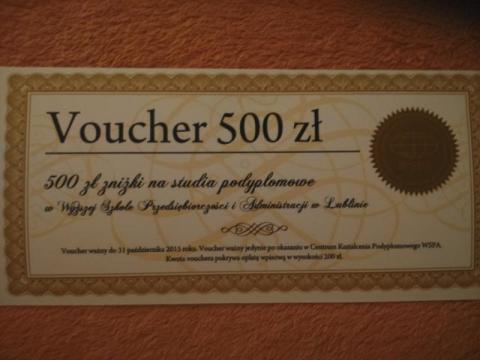 Voucher 500 zł
500 zł zniżki na studia podyplomowe
w Wyższej Szkole Przedsiębiorczości i Administracji w Lublinie
Voucher ważny do 31 października 2015 roku. Voucher ważny jedynie po okazaniu w Centrum Kształcenia Podyplomowego WSPA.
Kwota vouchera pokrywa opłatę wpisową w wysokości 200 zł.